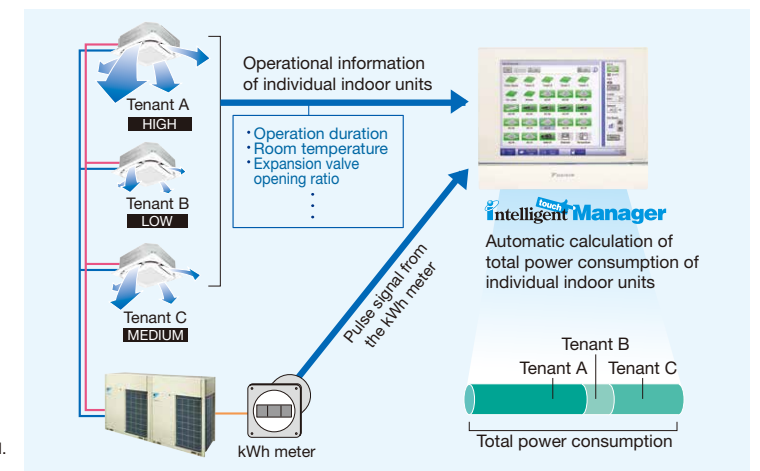 Tenant A
HIGH
Tenant B
LOW
Tenant C
MEDIUM
Operational information
of individual indoor units
・Operation duration
・Room temperature
・Expansion valve
opening ratio
・
・
・
Pulse signal from
the kWh meter
kWh meter
DAIKIN
intelligent touch Manager
Automatic calculation of
total power consumption of
individual indoor units
Tenant B
Tenant A Tenant C
Total power consumption